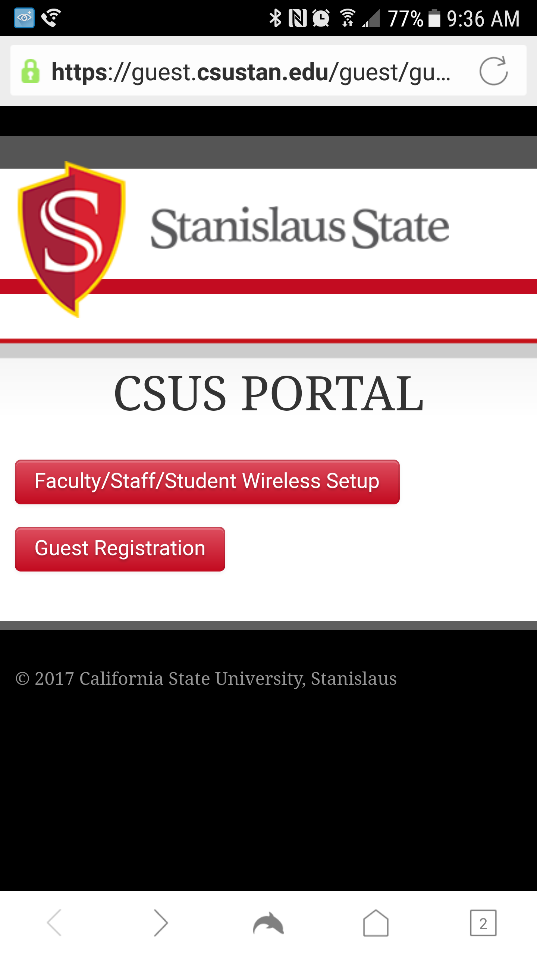 77% 9:36 AM
https://guest.csustan.edu/guest/gu...
S Stanislaus State
CSUS PORTAL
Faculty/Staff/Student Wireless Setup
Guest Registration
© 2017 California State University, Stanislaus
2